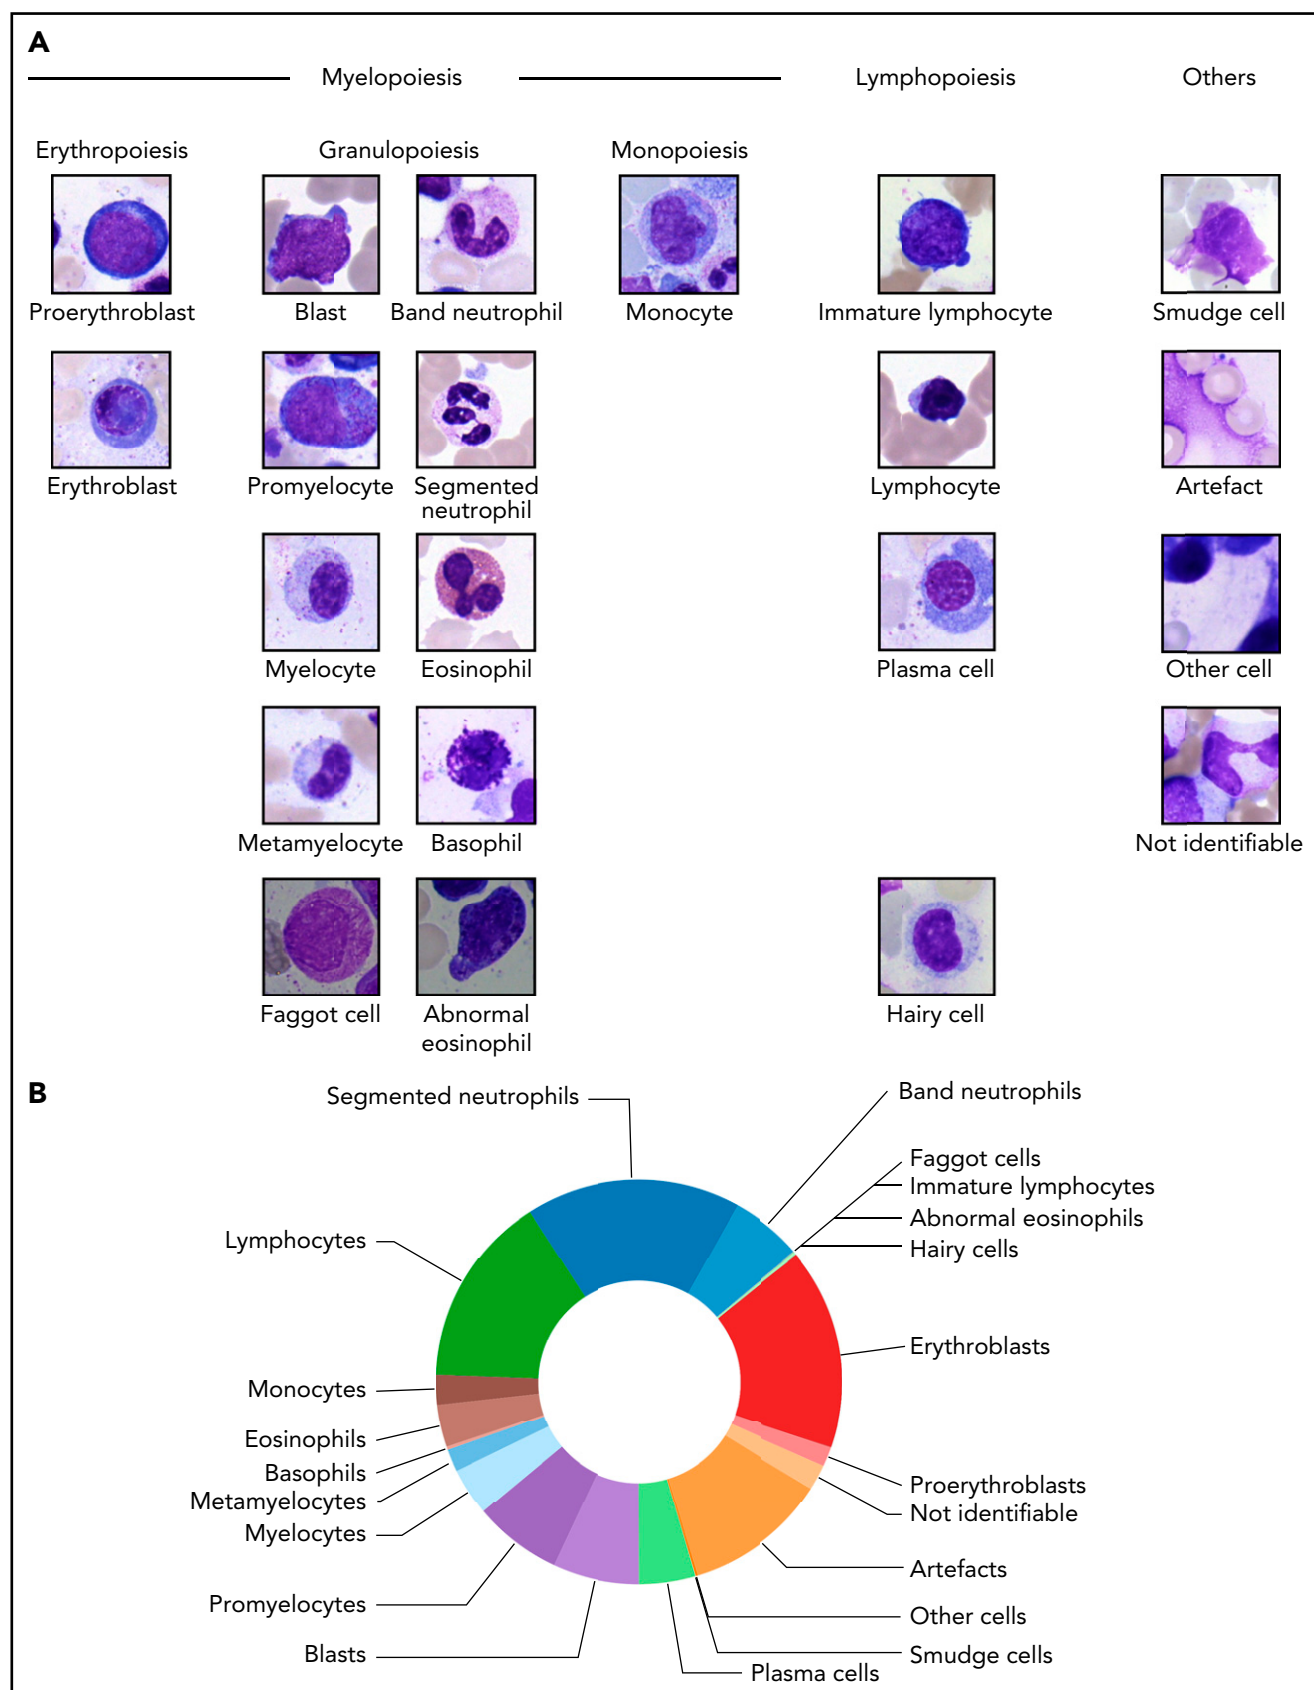 A
Myelopoiesis
Lymphopoiesis
Others
Erythropoiesis
Granulopoiesis
Monopoiesis
Proerythroblast
Blast
Band neutrophil
Monocyte
Immature lymphocyte
Smudge cell
Erythroblast
Promyelocyte
Segmented
neutrophil
Lymphocyte
Artefact
Myelocyte
Eosinophil
Plasma cell
Other cell
Metamyelocyte
Basophil
Not identifiable
Faggot cell
Abnormal
eosinophil
Hairy cell
B
Segmented neutrophils
Band neutrophils
Faggot cells
Immature lymphocytes
Abnormal eosinophils
Hairy cells
Lymphocytes
Erythroblasts
Monocytes
Eosinophils
Basophils
Metamyelocytes
Myelocytes
Proerythroblasts
Not identifiable
Artefacts
Promyelocytes
Other cells
Blasts
Smudge cells
Plasma cells